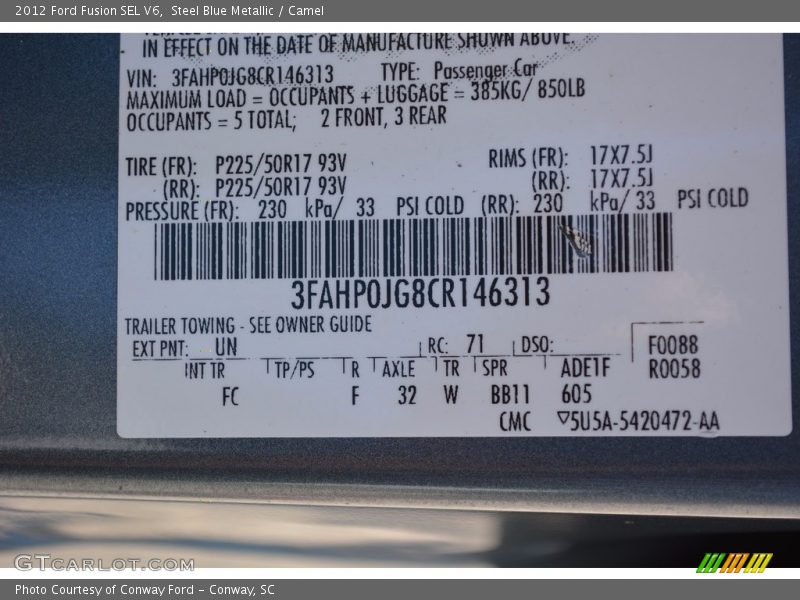 2012 Ford Fusion SEL V6, Steel Blue Metallic / Camel
IN EFFECT ON THE DATE OF MANUFACTURE SHOWN ABOVE.
VIN: 3FAHP0JG8CR146313 TYPE: Passenger Car
MAXIMUM LOAD = OCCUPANTS + LUGGAGE = 385KG/ 850LB
OCCUPANTS = 5 TOTAL; 2 FRONT, 3 REAR
TIRE (FR): P225/50R17 93V RIMS (FR): 17X7.5J
(RR): P225/50R17 93V (RR): 17X7.5J
PRESSURE (FR): 230 kPa/ 33 PSI COLD (RR): 230 kPa/ 33 PSI COLD
3FAHP0JG8CR146313
TRAILER TOWING - SEE OWNER GUIDE
EXT PNT: UN RC: 71 DSO: F0088
INT TR TP/PS R AXLE TR SPR ADE1F R0058
FC F 32 W BB11 605
CMC ▽5U5A-5420472-AA
GTCARLOT.COM
Photo Courtesy of Conway Ford – Conway, SC